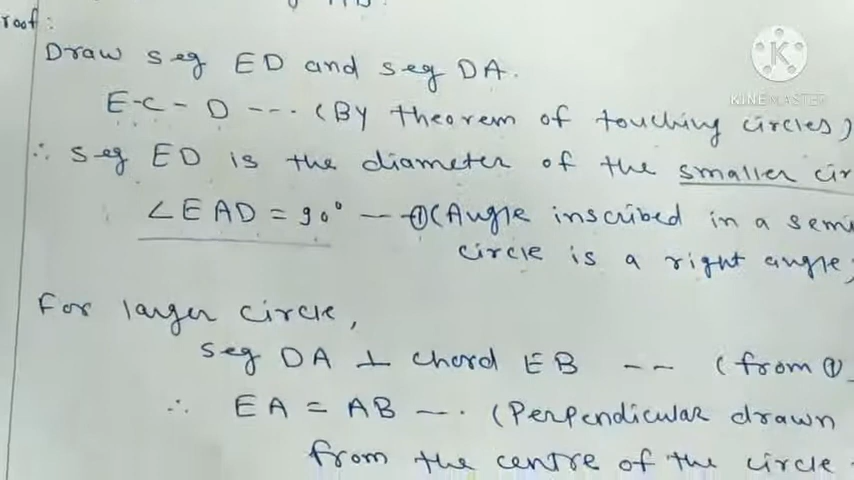 roof:
Draw seg ED and seg DA.
E-C-D ---. (By theorem of touching circles)
∴ seg ED is the diameter of the smaller cir
∠EAD = 90° — ① (Angle inscribed in a semi
circle is a right angle,
For larger circle,
seg DA ⊥ chord EB -- (from ①
∴ EA = AB —. (Perpendicular drawn
from the centre of the circle
KINEMASTER